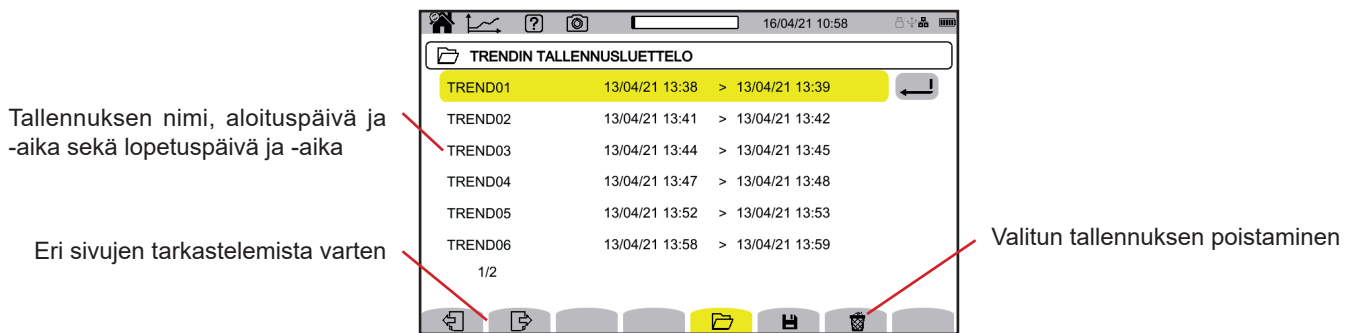 16/04/21 10:58
TRENDIN TALLENNUSLUETTELO
TREND01 13/04/21 13:38 > 13/04/21 13:39
TREND02 13/04/21 13:41 > 13/04/21 13:42
TREND03 13/04/21 13:44 > 13/04/21 13:45
TREND04 13/04/21 13:47 > 13/04/21 13:48
TREND05 13/04/21 13:52 > 13/04/21 13:53
TREND06 13/04/21 13:58 > 13/04/21 13:59
1/2
Tallennuksen nimi, aloituspäivä ja
-aika sekä lopetuspäivä ja -aika
Eri sivujen tarkastelemista varten
Valitun tallennuksen poistaminen